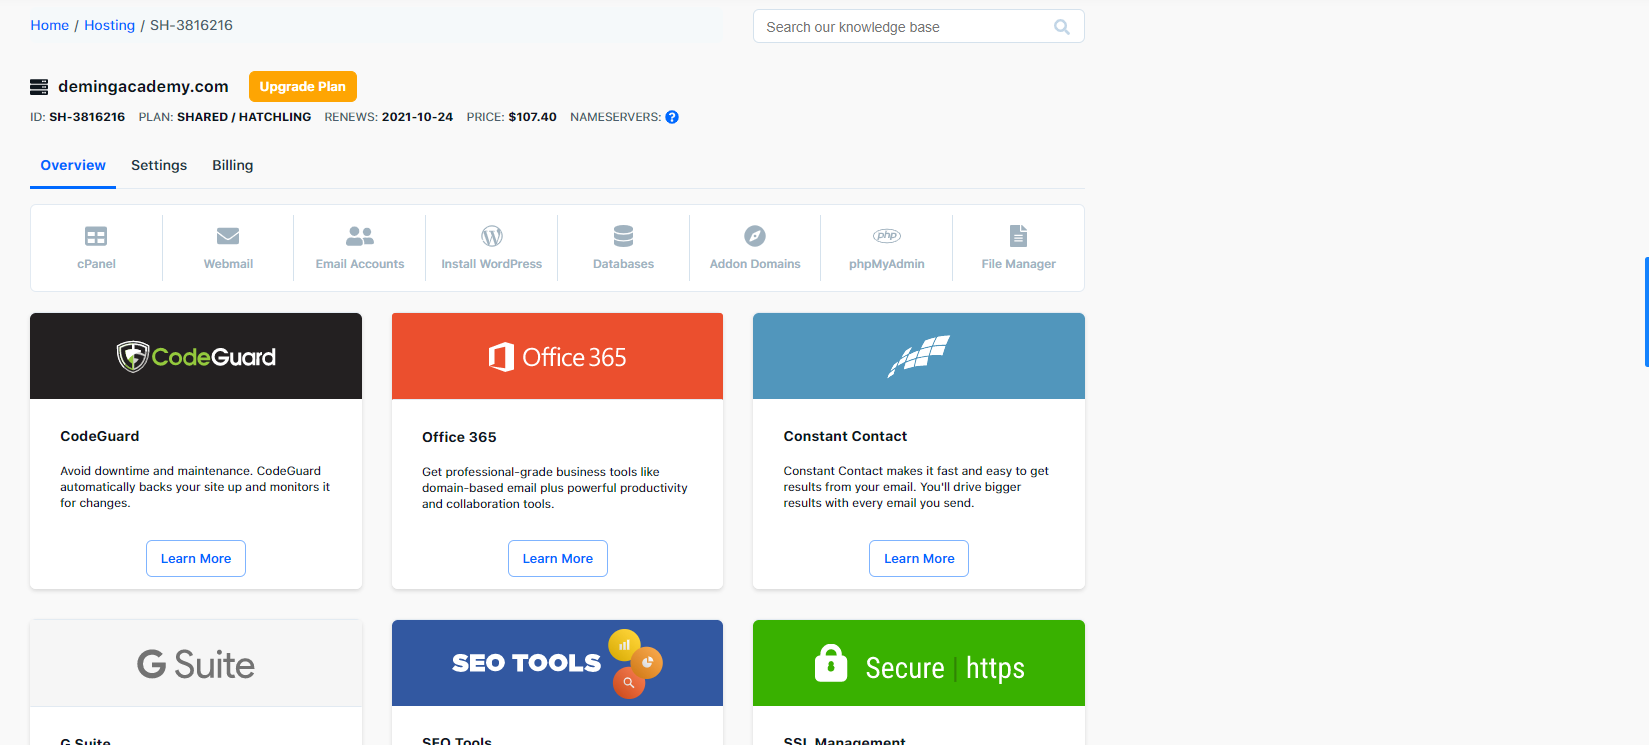 Home / Hosting / SH-3816216
Search our knowledge base
demingacademy.com
Upgrade Plan
ID: SH-3816216 PLAN: SHARED / HATCHLING RENEWS: 2021-10-24 PRICE: $107.40 NAMESERVERS: ?
Overview Settings Billing
cPanel
Webmail
Email Accounts
Install WordPress
Databases
Addon Domains
php
phpMyAdmin
File Manager
CodeGuard
CodeGuard
Avoid downtime and maintenance. CodeGuard
automatically backs your site up and monitors it
for changes.
Learn More
Office 365
Office 365
Get professional-grade business tools like
domain-based email plus powerful productivity
and collaboration tools.
Learn More
Constant Contact
Constant Contact makes it fast and easy to get
results from your email. You'll drive bigger
results with every email you send.
Learn More
G Suite
G Suite
SEO TOOLS
SEO Tools
Secure | https
SSL Management